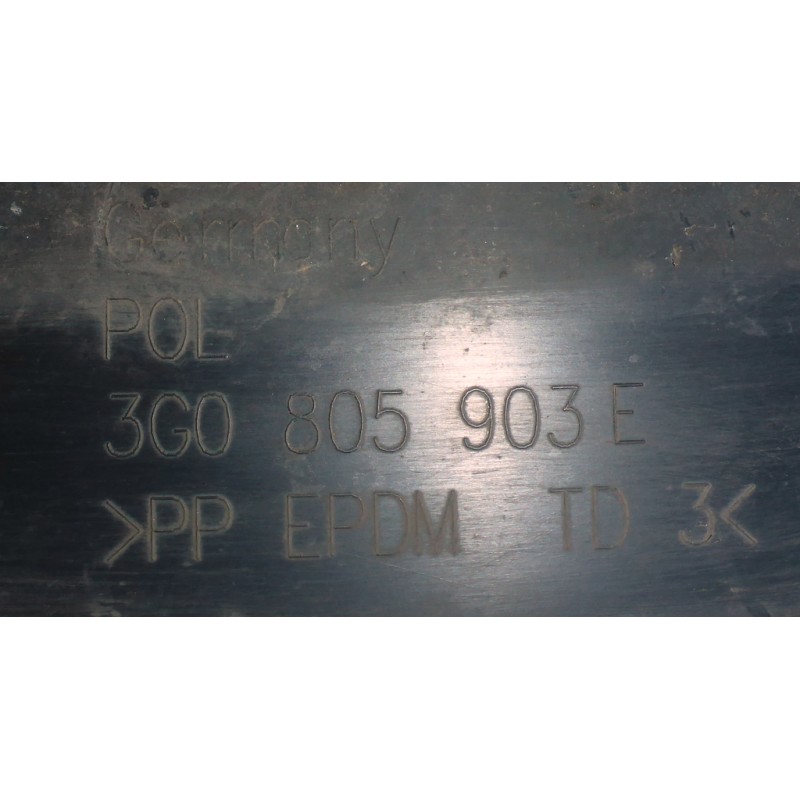 Germany
POL
3G0 805 903 E
>PP EPDM TD 3<